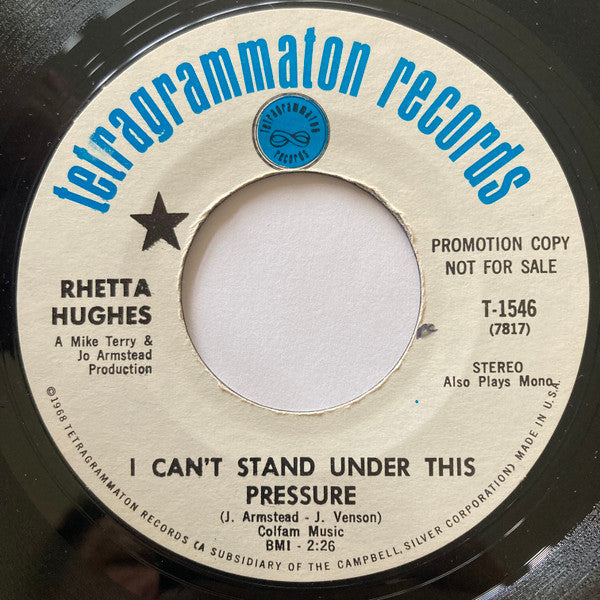 tetragrammaton records
tetragrammaton
records
RHETTA
HUGHES
A Mike Terry &
Jo Armstead
Production
PROMOTION COPY
NOT FOR SALE
T-1546
(7817)
STEREO
Also Plays Mono
I CAN'T STAND UNDER THIS
PRESSURE
(J. Armstead - J. Venson)
Colfam Music
BMI - 2:26
©1968 TETRAGRAMMATON RECORDS (A SUBSIDIARY OF THE CAMPBELL, SILVER CORPORATION) MADE IN U.S.A.